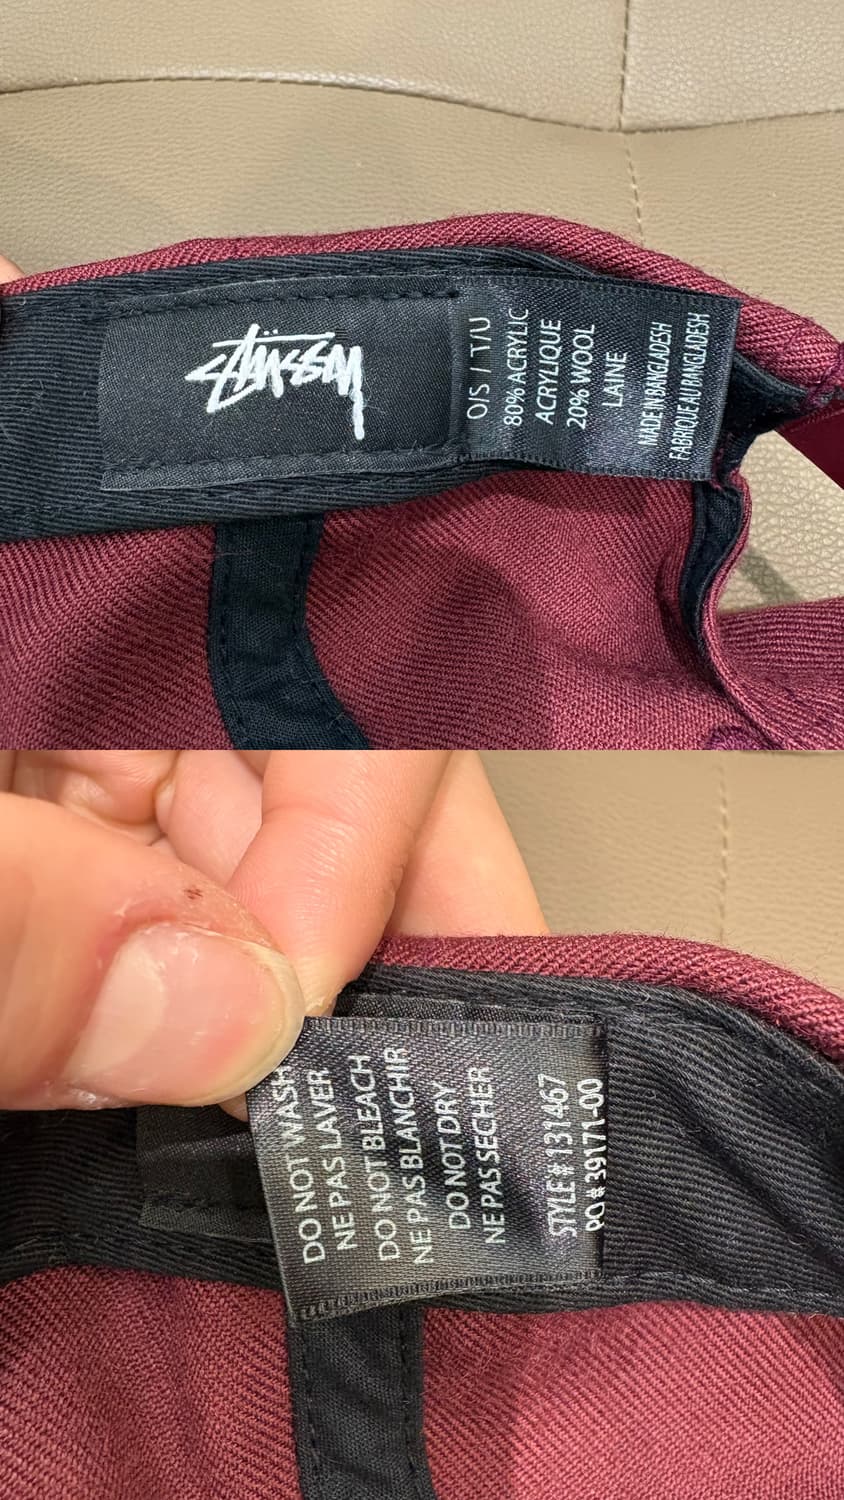 STÜSSY
O/S / T/U
80% ACRYLIC
ACRYLIQUE
20% WOOL
LAINE
MADE IN BANGLADESH
FABRIQUE AU BANGLADESH
DO NOT WASH
NE PAS LAVER
DO NOT BLEACH
NE PAS BLANCHIR
DO NOT DRY
NE PAS SECHER
STYLE# 131467
PO # 39171-00